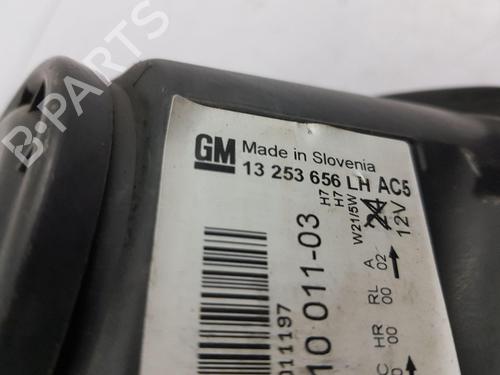 B-PARTS
GM Made in Slovenia
13 253 656 LH AC5
H7
H7
W21/5W
24
12V
10 011-03
011197
A
02
RL
00
HR
00
C